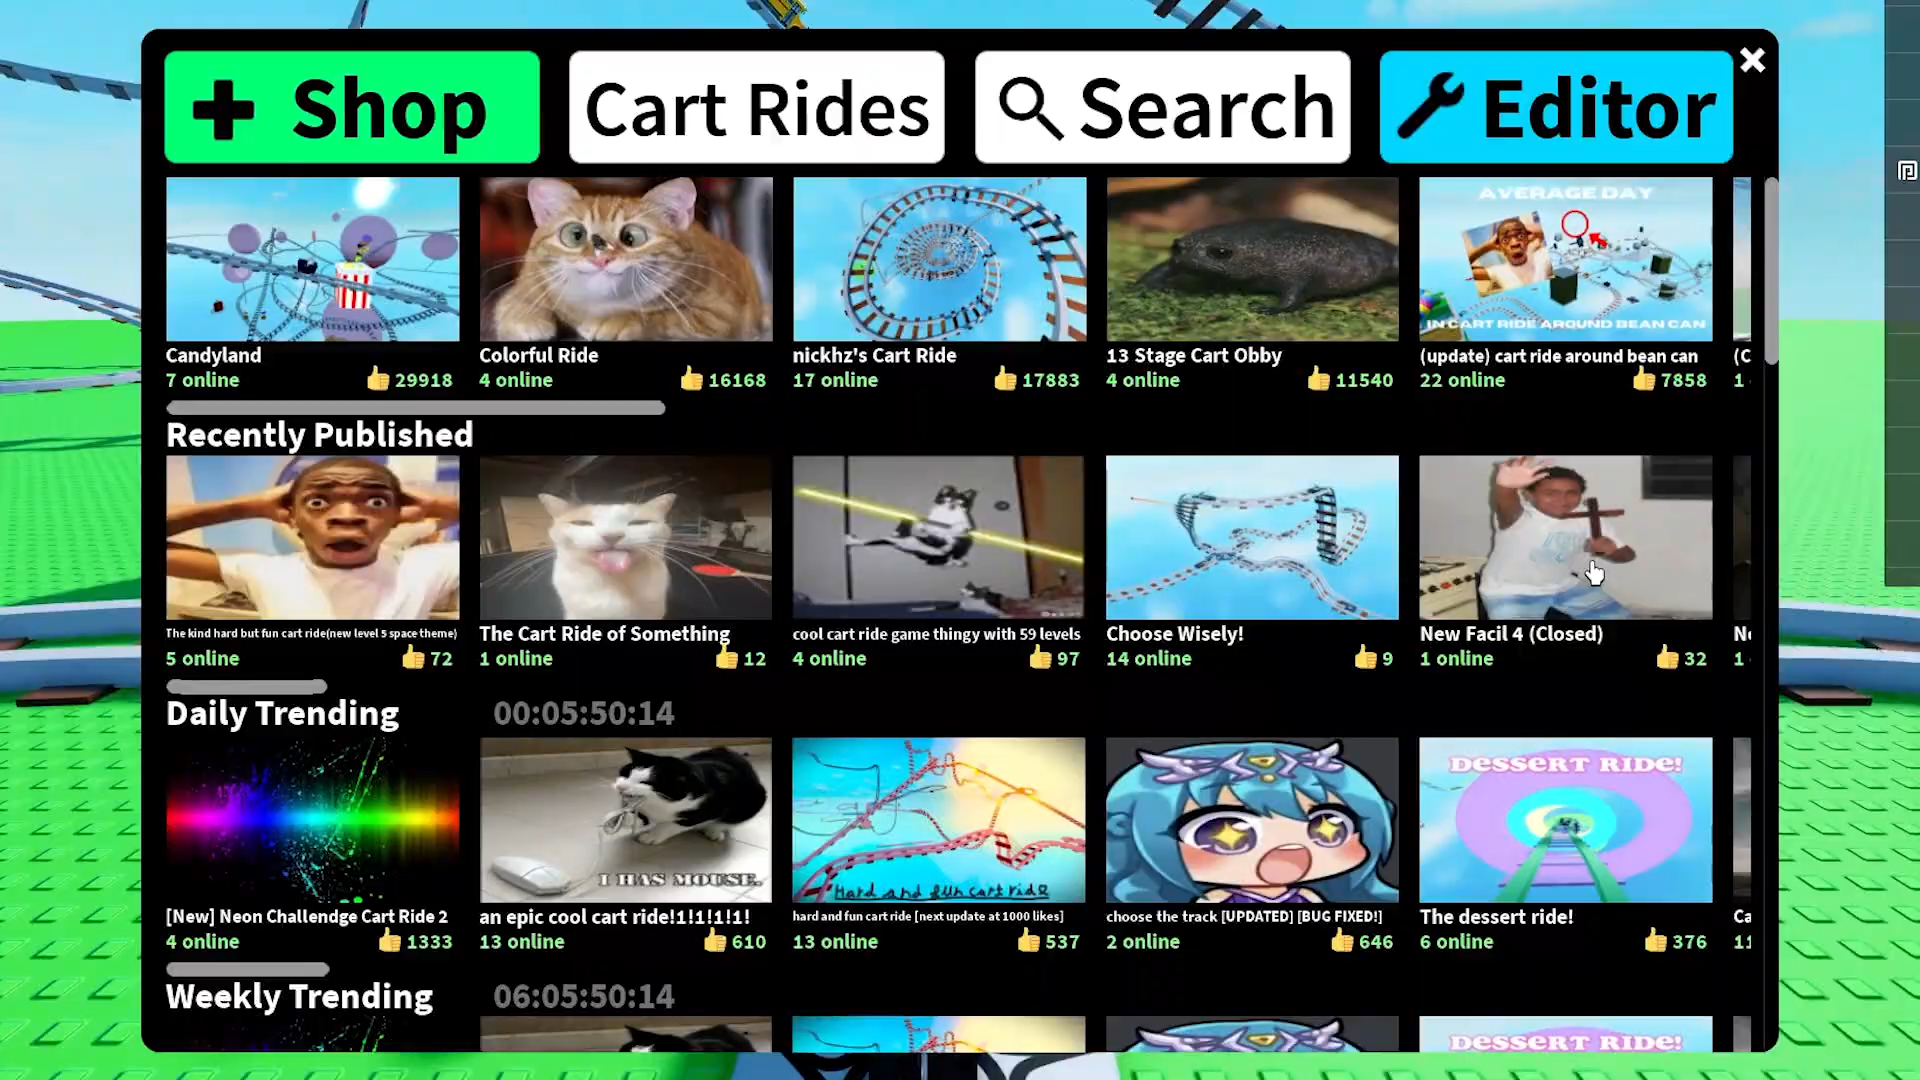 Shop
Cart Rides
Search
Editor
AVERAGE DAY
IN CART RIDE AROUND BEAN CAN
Candyland
7 online
29918
Colorful Ride
4 online
16168
nickhz's Cart Ride
17 online
17883
13 Stage Cart Obby
4 online
11540
(update) cart ride around bean can
22 online
7858
(C
1
Recently Published
The kind hard but fun cart ride(new level 5 space theme)
5 online
72
The Cart Ride of Something
1 online
12
cool cart ride game thingy with 59 levels
4 online
97
Choose Wisely!
14 online
9
New Facil 4 (Closed)
1 online
32
1
Daily Trending
00:05:50:14
I HAS MOUSE.
Hard and fun cart ride
DESSERT RIDE!
[New] Neon Challendge Cart Ride 2
4 online
1333
an epic cool cart ride!1!1!1!1!
13 online
610
hard and fun cart ride [next update at 1000 likes]
13 online
537
choose the track [UPDATED] [BUG FIXED!]
2 online
646
The dessert ride!
6 online
376
Ca
11
Weekly Trending
06:05:50:14
DESSERT RIDE!